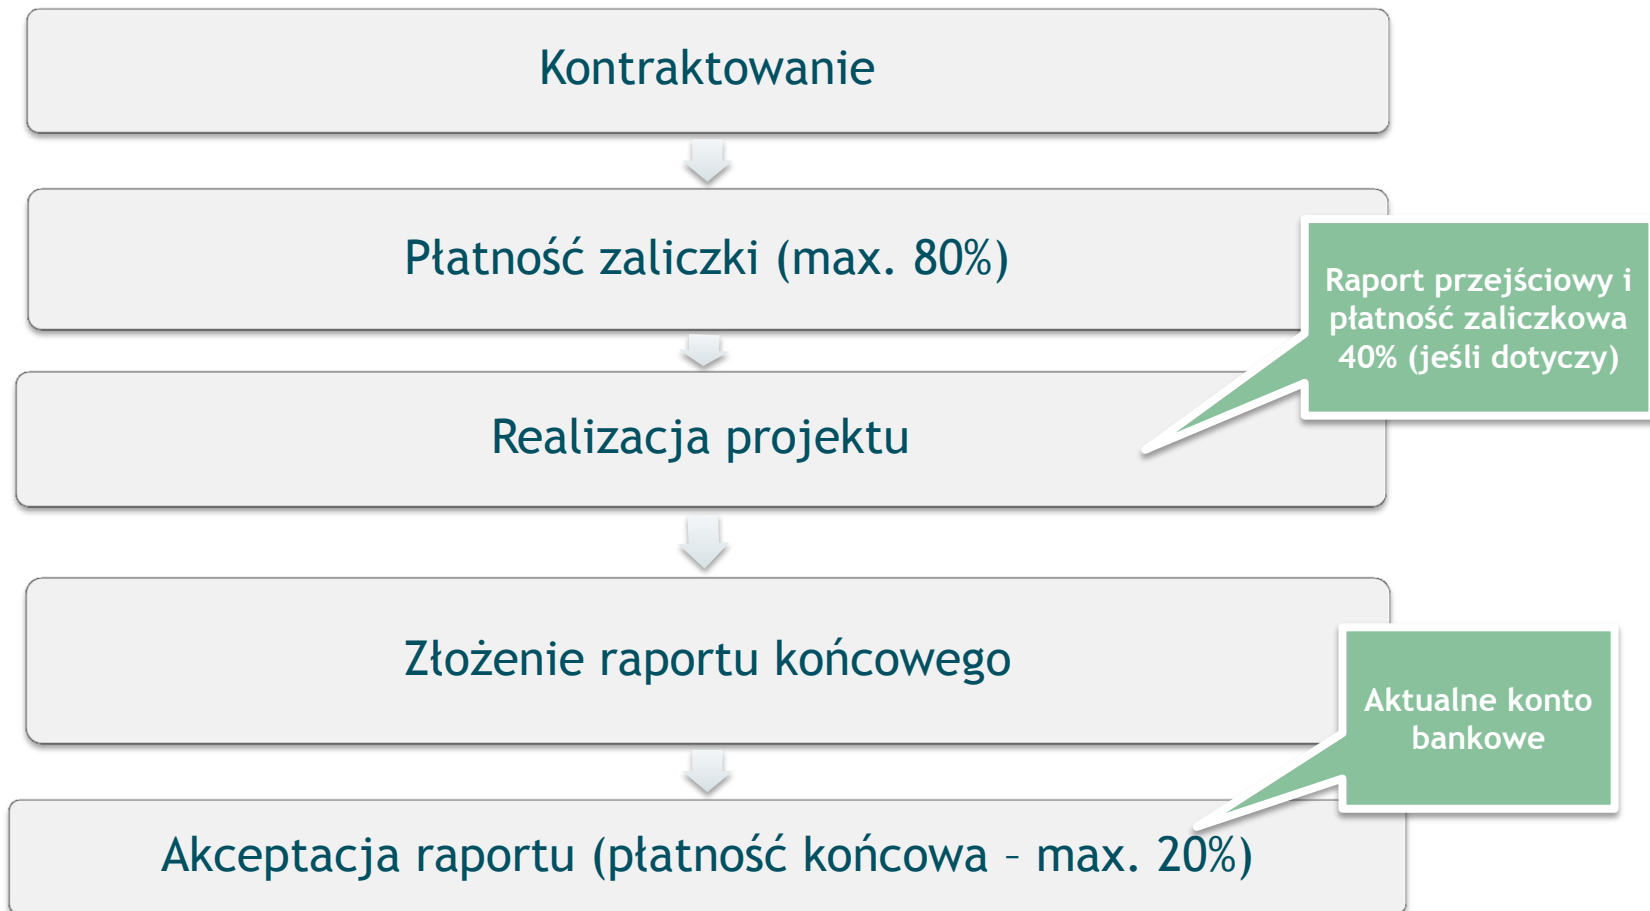 Kontraktowanie
Płatność zaliczki (max. 80%)
Raport przejściowy i
płatność zaliczkowa
40% (jeśli dotyczy)
Realizacja projektu
Złożenie raportu końcowego
Aktualne konto
bankowe
Akceptacja raportu (płatność końcowa – max. 20%)